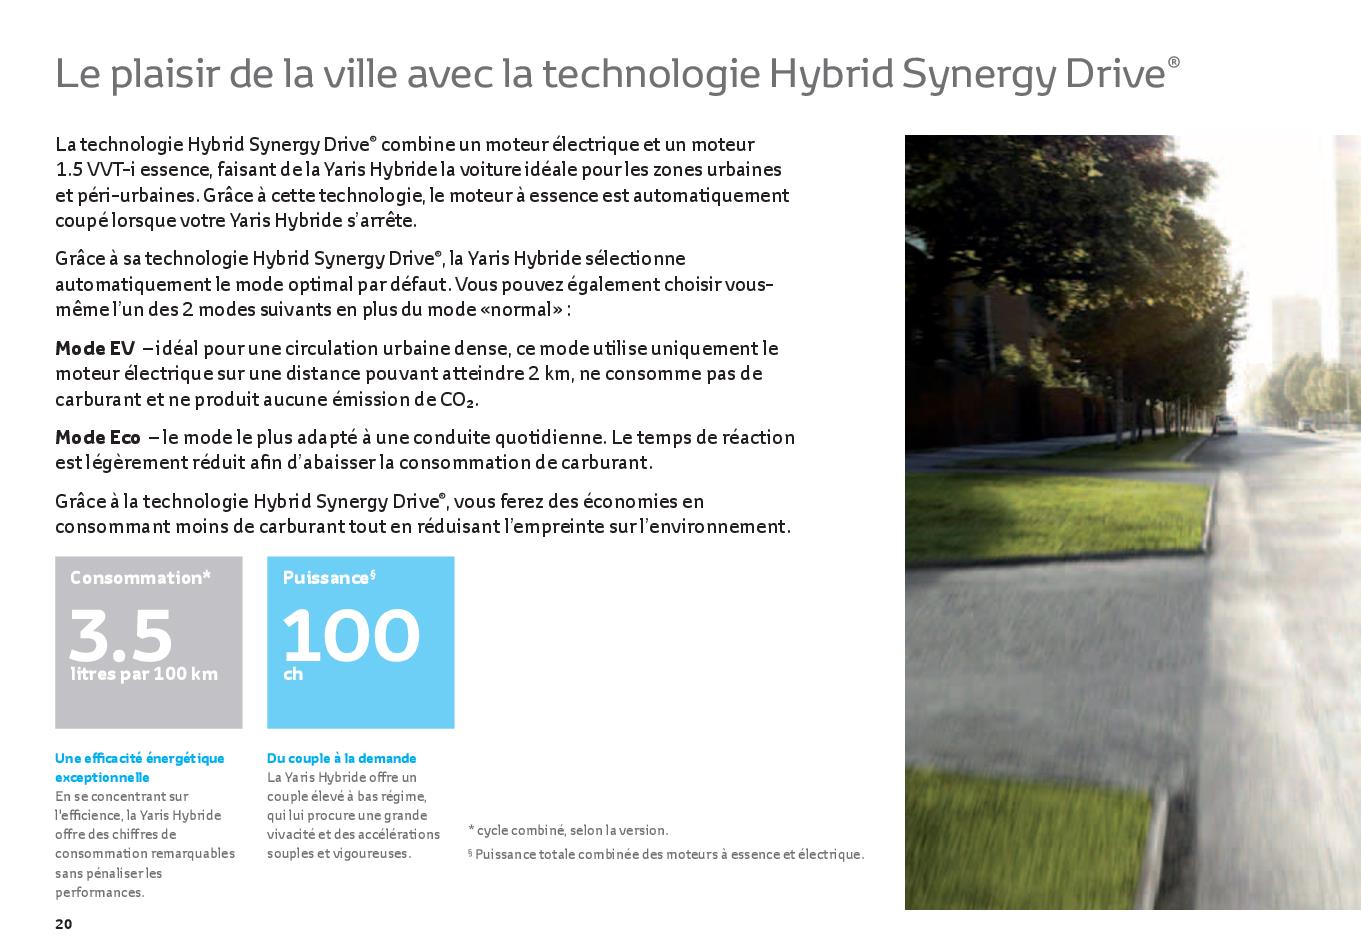 Le plaisir de la ville avec la technologie Hybrid Synergy Drive®
La technologie Hybrid Synergy Drive® combine un moteur électrique et un moteur
1.5 VVT-i essence, faisant de la Yaris Hybride la voiture idéale pour les zones urbaines
et péri-urbaines. Grâce à cette technologie, le moteur à essence est automatiquement
coupé lorsque votre Yaris Hybride s’arrête.
Grâce à sa technologie Hybrid Synergy Drive®, la Yaris Hybride sélectionne
automatiquement le mode optimal par défaut. Vous pouvez également choisir vous-
même l’un des 2 modes suivants en plus du mode «normal» :
Mode EV – idéal pour une circulation urbaine dense, ce mode utilise uniquement le
moteur électrique sur une distance pouvant atteindre 2 km, ne consomme pas de
carburant et ne produit aucune émission de CO₂.
Mode Eco – le mode le plus adapté à une conduite quotidienne. Le temps de réaction
est légèrement réduit afin d’abaisser la consommation de carburant.
Grâce à la technologie Hybrid Synergy Drive®, vous ferez des économies en
consommant moins de carburant tout en réduisant l’empreinte sur l’environnement.
Consommation*
3.5
litres par 100 km
Puissance§
100
ch
Une efficacité énergétique
exceptionnelle
En se concentrant sur
l'efficience, la Yaris Hybride
offre des chiffres de
consommation remarquables
sans pénaliser les
performances.
Du couple à la demande
La Yaris Hybride offre un
couple élevé à bas régime,
qui lui procure une grande
vivacité et des accélérations
souples et vigoureuses.
* cycle combiné, selon la version.
§ Puissance totale combinée des moteurs à essence et électrique.
20